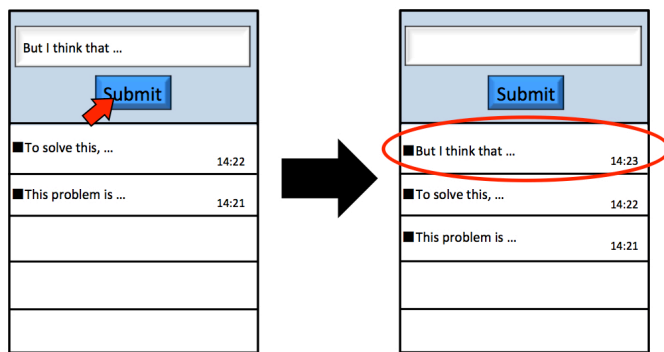 But I think that ...
Submit
■To solve this, ...
14:22
■This problem is ...
14:21
Submit
■But I think that ...
14:23
■To solve this, ...
14:22
■This problem is ...
14:21